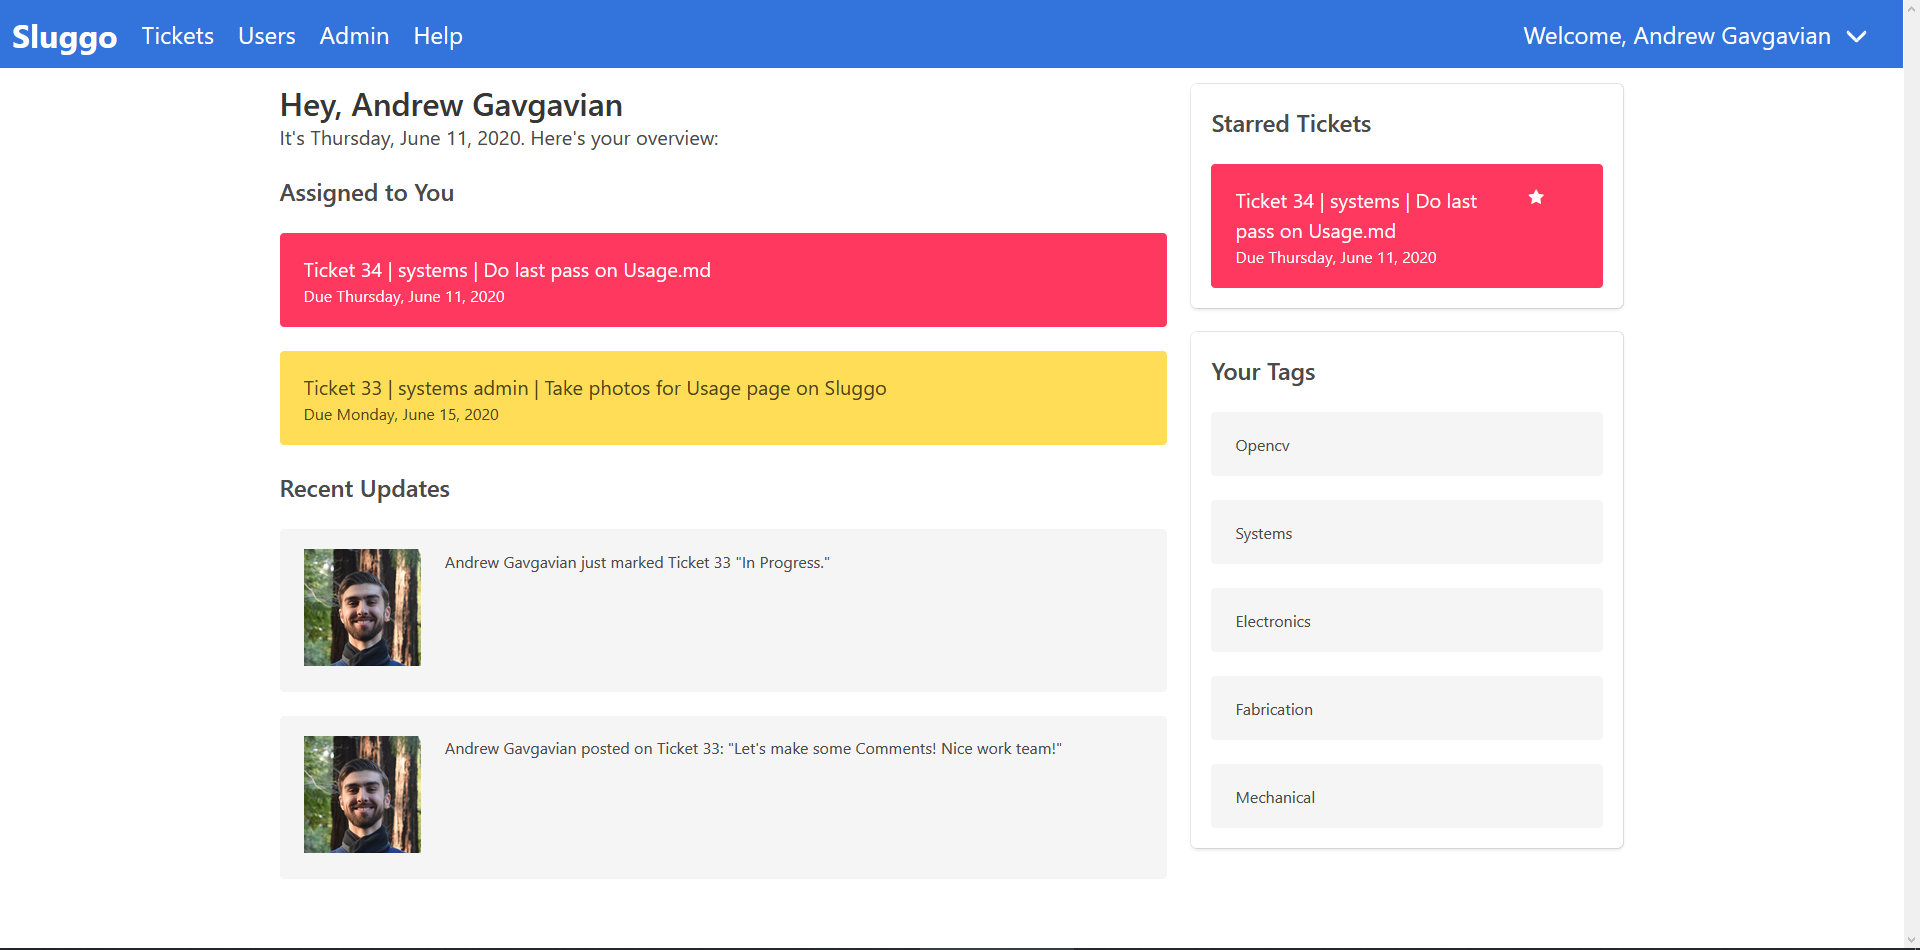 Sluggo Tickets Users Admin Help Welcome, Andrew Gavgavian
Hey, Andrew Gavgavian
It's Thursday, June 11, 2020. Here's your overview:
Assigned to You
Ticket 34 | systems | Do last pass on Usage.md
Due Thursday, June 11, 2020
Ticket 33 | systems admin | Take photos for Usage page on Sluggo
Due Monday, June 15, 2020
Recent Updates
Andrew Gavgavian just marked Ticket 33 "In Progress."
Andrew Gavgavian posted on Ticket 33: "Let's make some Comments! Nice work team!"
Starred Tickets
Ticket 34 | systems | Do last
pass on Usage.md
Due Thursday, June 11, 2020
Your Tags
Opencv
Systems
Electronics
Fabrication
Mechanical